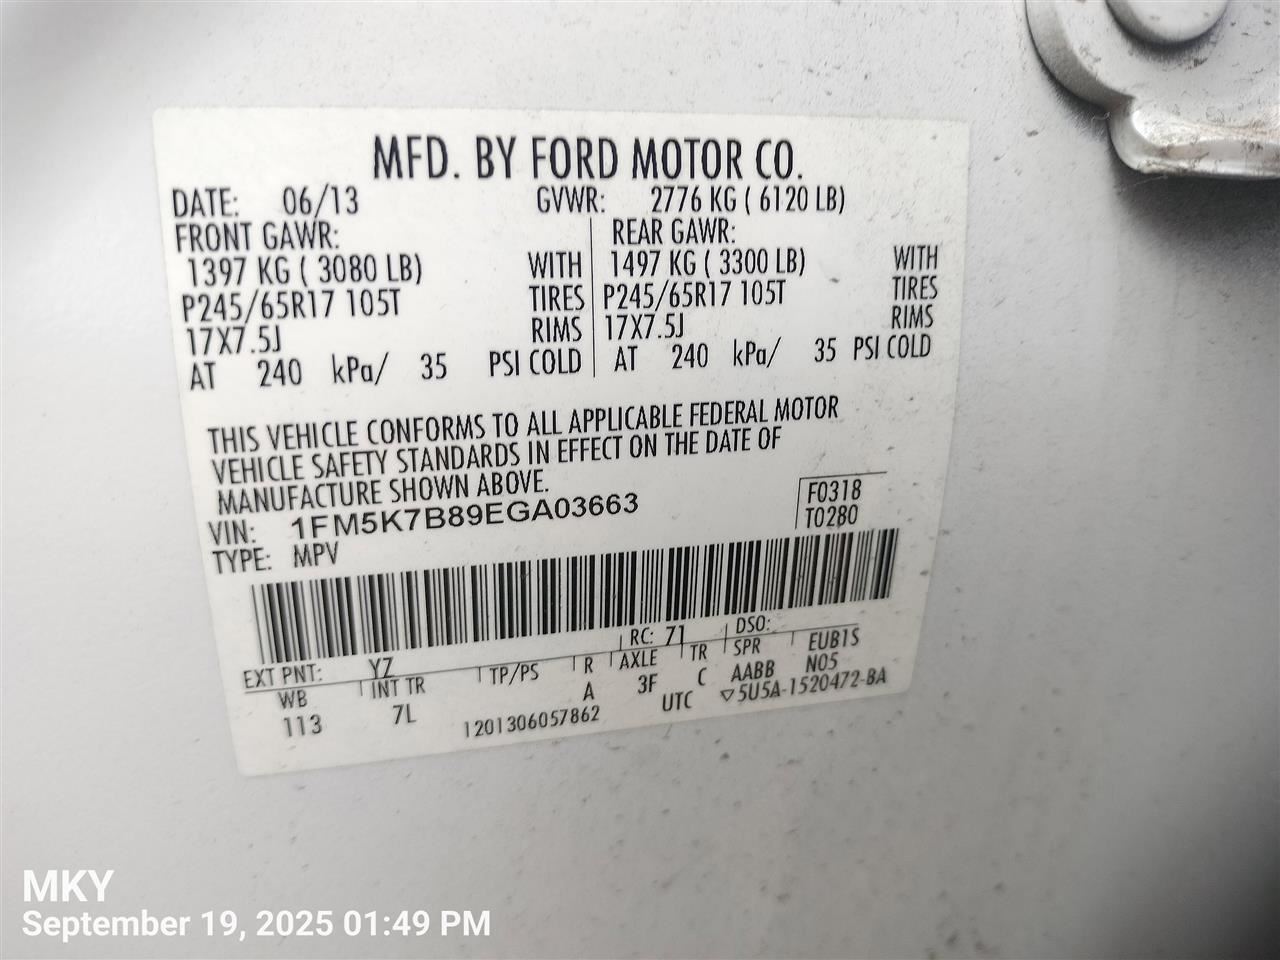 MFD. BY FORD MOTOR CO.
DATE: 06/13 GVWR: 2776 KG ( 6120 LB)
FRONT GAWR: REAR GAWR:
1397 KG ( 3080 LB) WITH 1497 KG ( 3300 LB) WITH
P245/65R17 105T TIRES P245/65R17 105T TIRES
17X7.5J RIMS 17X7.5J RIMS
AT 240 kPa/ 35 PSI COLD AT 240 kPa/ 35 PSI COLD
THIS VEHICLE CONFORMS TO ALL APPLICABLE FEDERAL MOTOR
VEHICLE SAFETY STANDARDS IN EFFECT ON THE DATE OF
MANUFACTURE SHOWN ABOVE.
VIN: 1FM5K7B89EGA03663 F0318
TYPE: MPV T0280
EXT PNT: YZ RC: 71 DSO:
WB INT TR TP/PS R AXLE TR SPR EUB1S
113 7L A 3F C AABB N05
1201306057862 UTC ▽5U5A-1520472-BA
MKY
September 19, 2025 01:49 PM